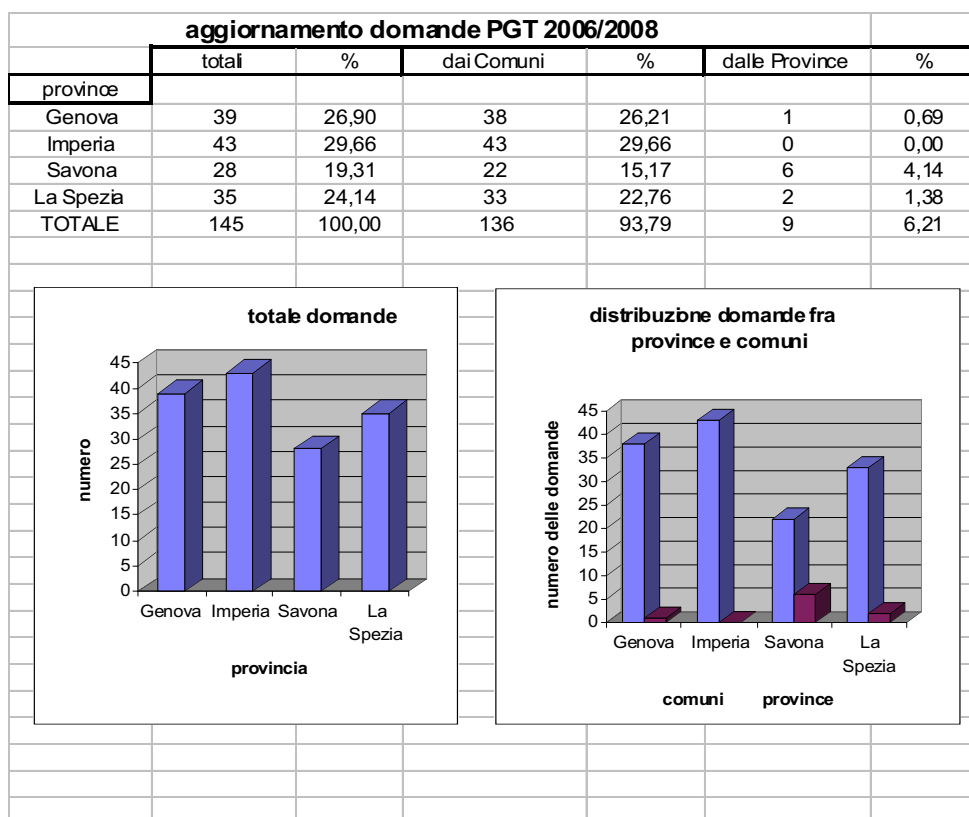 aggiornamento domande PGT 2006/2008
totali % dai Comuni % dalle Province %
province
Genova 39 26,90 38 26,21 1 0,69
Imperia 43 29,66 43 29,66 0 0,00
Savona 28 19,31 22 15,17 6 4,14
La Spezia 35 24,14 33 22,76 2 1,38
TOTALE 145 100,00 136 93,79 9 6,21
totale domande
45
40
35
30
25
20
15
10
5
0
numero
Genova Imperia Savona La
Spezia
provincia
distribuzione domande fra
province e comuni
45
40
35
30
25
20
15
10
5
0
numero delle domande
Genova Imperia Savona La
Spezia
comuni province